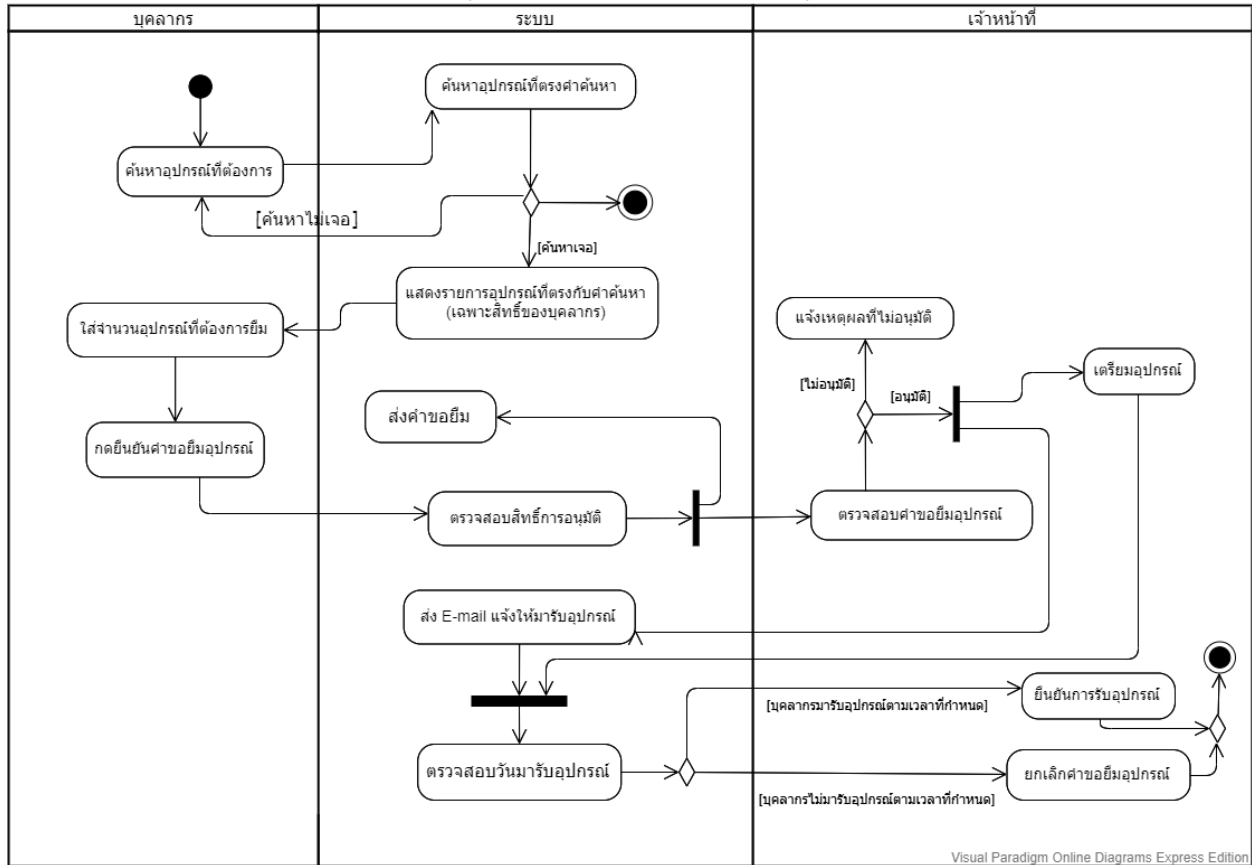 บุคลากร
ระบบ
เจ้าหน้าที่
ค้นหาอุปกรณ์ที่ตรงคำค้นหา
ค้นหาอุปกรณ์ที่ต้องการ
[ค้นหาไม่เจอ]
[ค้นหาเจอ]
แสดงรายการอุปกรณ์ที่ตรงกับคำค้นหา
(เฉพาะสิทธิ์ของบุคลากร)
ใส่จำนวนอุปกรณ์ที่ต้องการยืม
แจ้งเหตุผลที่ไม่อนุมัติ
[ไม่อนุมัติ]
[อนุมัติ]
เตรียมอุปกรณ์
ส่งคำขอยืม
กดยืนยันคำขอยืมอุปกรณ์
ตรวจสอบสิทธิ์การอนุมัติ
ตรวจสอบคำขอยืมอุปกรณ์
ส่ง E-mail แจ้งให้มารับอุปกรณ์
[บุคลากรมารับอุปกรณ์ตามเวลาที่กำหนด]
ยืนยันการรับอุปกรณ์
ตรวจสอบวันมารับอุปกรณ์
ยกเลิกคำขอยืมอุปกรณ์
[บุคลากรไม่มารับอุปกรณ์ตามเวลาที่กำหนด]
Visual Paradigm Online Diagrams Express Edition